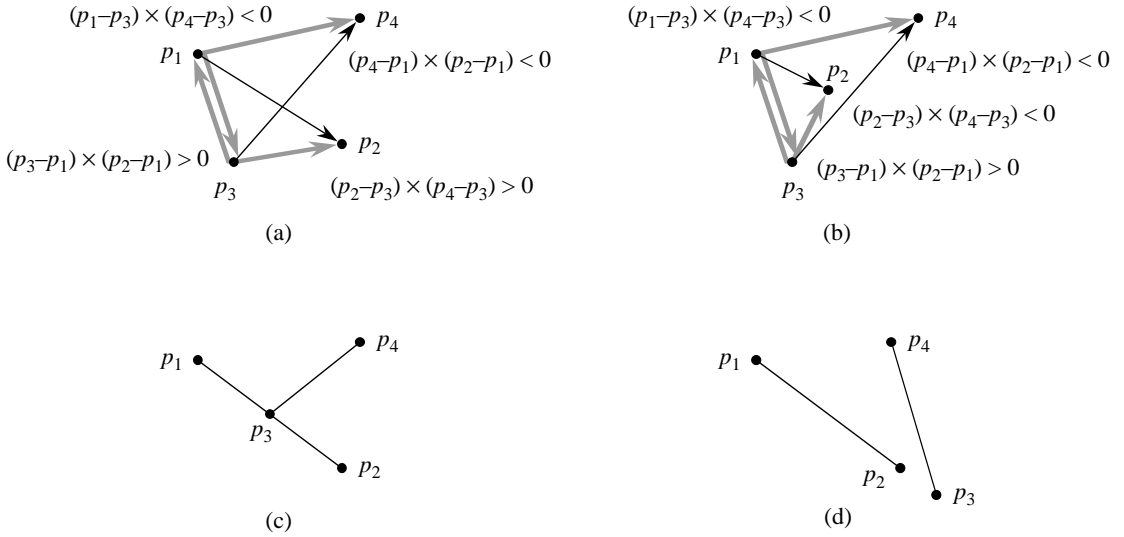 (p₁–p₃) × (p₄–p₃) < 0
p₄
p₁
(p₄–p₁) × (p₂–p₁) < 0
p₂
(p₃–p₁) × (p₂–p₁) > 0
p₃
(p₂–p₃) × (p₄–p₃) > 0
(a)
(p₁–p₃) × (p₄–p₃) < 0
p₄
p₁
(p₄–p₁) × (p₂–p₁) < 0
p₂
(p₂–p₃) × (p₄–p₃) < 0
(p₃–p₁) × (p₂–p₁) > 0
p₃
(b)
p₁
p₄
p₃
p₂
(c)
p₁
p₄
p₂
p₃
(d)